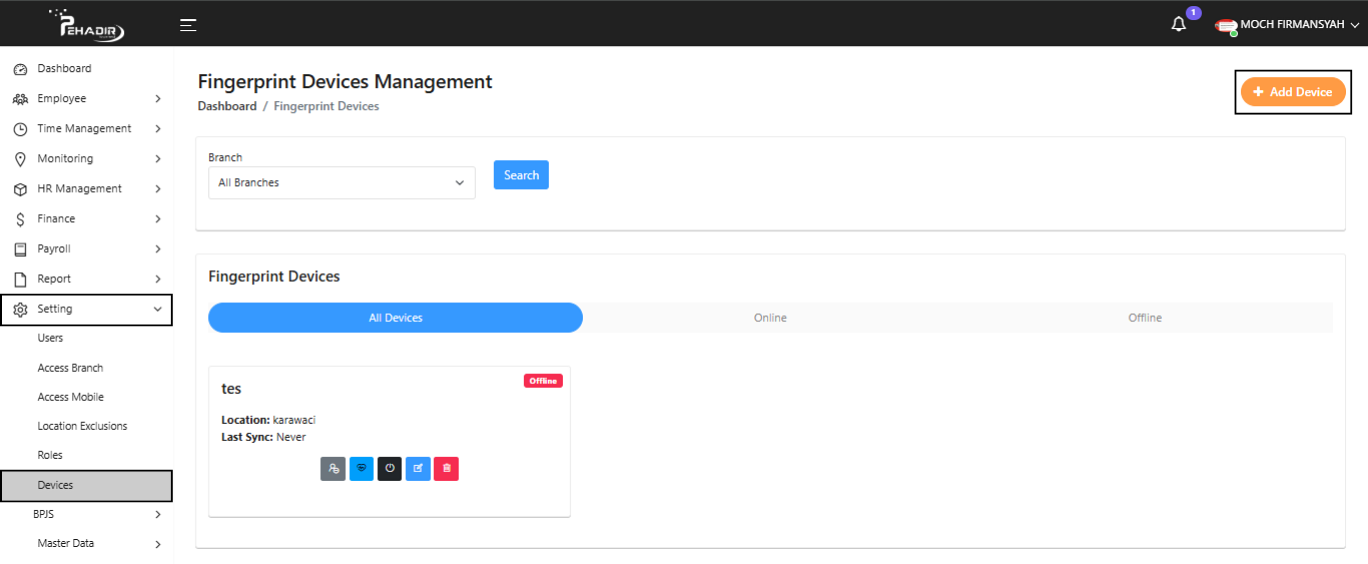 PEHADIR
1
MOCH FIRMANSYAH
Dashboard
Employee
Time Management
Monitoring
HR Management
Finance
Payroll
Report
Setting
Users
Access Branch
Access Mobile
Location Exclusions
Roles
Devices
BPJS
Master Data
Fingerprint Devices Management
Dashboard / Fingerprint Devices
+ Add Device
Branch
All Branches
Search
Fingerprint Devices
All Devices
Online
Offline
tes
Offline
Location: karawaci
Last Sync: Never